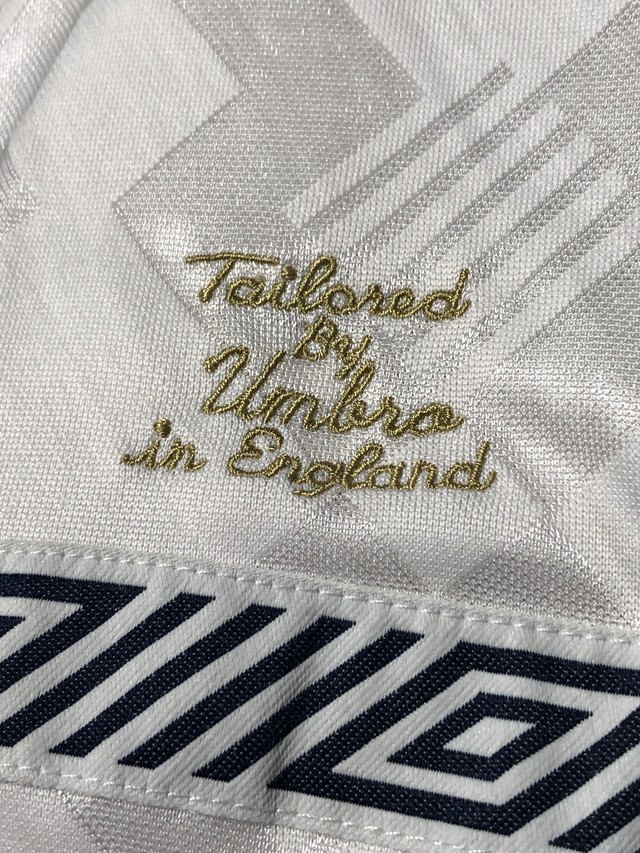 Tailored
By
Umbro
in England